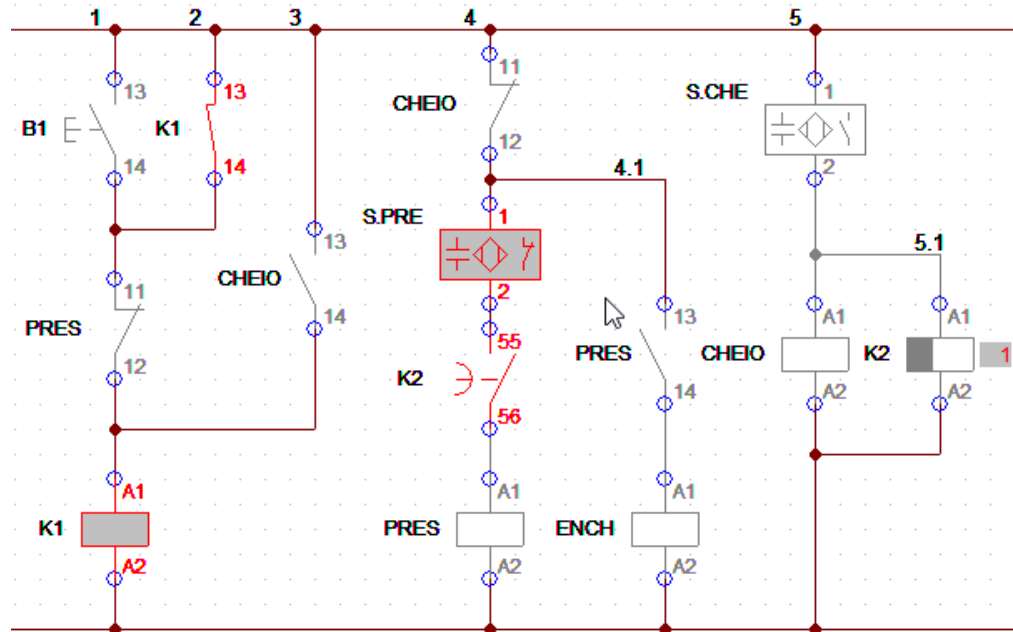 1 2 3 4 5
11
13 13 CHEIO S.CHE 1
B1 K1
12
14 14 2
4.1
S.PRE 1
13 5.1
11 CHEIO
2
14 13 A1 A1
PRES 55 PRES CHEIO K2 1
12 K2
14 A2 A2
56
A1 A1 A1
K1 PRES ENCH
A2 A2 A2